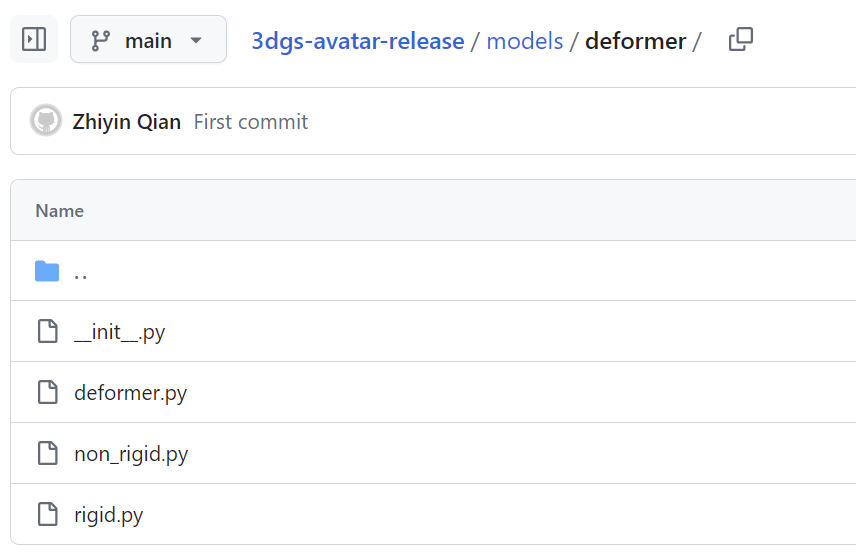 main
3dgs-avatar-release / models / deformer /
Zhiyin Qian First commit
Name
..
__init__.py
deformer.py
non_rigid.py
rigid.py